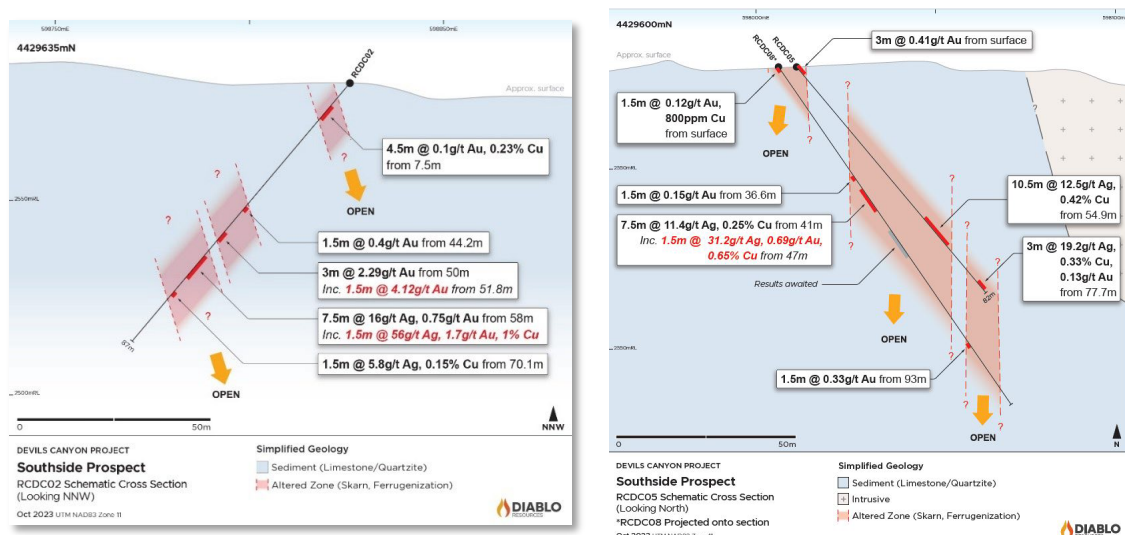 598750mE
598850mE
4429635mN
RCDC02
Approx. surface
?
4.5m @ 0.1g/t Au, 0.23% Cu
from 7.5m
?
?
OPEN
2550mRL
?
1.5m @ 0.4g/t Au from 44.2m
?
3m @ 2.29g/t Au from 50m
Inc. 1.5m @ 4.12g/t Au from 51.8m
7.5m @ 16g/t Ag, 0.75g/t Au from 58m
Inc. 1.5m @ 56g/t Ag, 1.7g/t Au, 1% Cu
?
87m
1.5m @ 5.8g/t Ag, 0.15% Cu from 70.1m
OPEN
2500mRL
0
50m
NNW
DEVILS CANYON PROJECT
Southside Prospect
RCDC02 Schematic Cross Section
(Looking NNW)
Oct 2023 UTM NAD83 Zone 11
Simplified Geology
Sediment (Limestone/Quartzite)
Altered Zone (Skarn, Ferrugenization)
DIABLO
RESOURCES
598000mE
598100mE
4429600mN
RCDC08*
RCDC05
3m @ 0.41g/t Au from surface
Approx. surface
?
?
1.5m @ 0.12g/t Au,
800ppm Cu
from surface
OPEN
?
?
1.5m @ 0.15g/t Au from 36.6m
10.5m @ 12.5g/t Ag,
0.42% Cu
from 54.9m
7.5m @ 11.4g/t Ag, 0.25% Cu from 41m
Inc. 1.5m @ 31.2g/t Ag, 0.69g/t Au,
0.65% Cu from 47m
3m @ 19.2g/t Ag,
0.33% Cu,
0.13g/t Au
from 77.7m
Results awaited
?
82m
OPEN
1.5m @ 0.33g/t Au from 93m
?
?
?
OPEN
0
50m
N
DEVILS CANYON PROJECT
Southside Prospect
RCDC05 Schematic Cross Section
(Looking North)
*RCDC08 Projected onto section
Simplified Geology
Sediment (Limestone/Quartzite)
Intrusive
Altered Zone (Skarn, Ferrugenization)
DIABLO